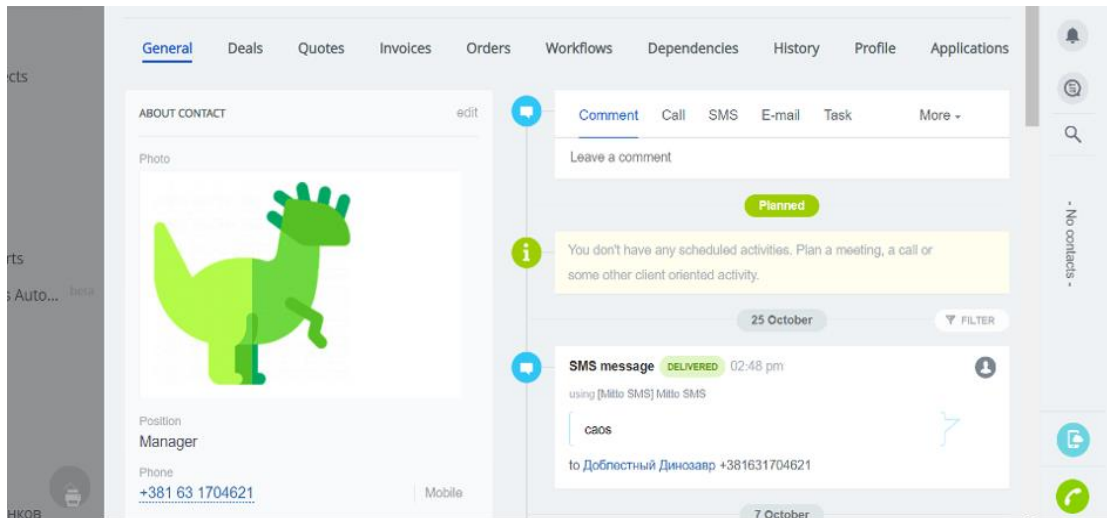 General Deals Quotes Invoices Orders Workflows Dependencies History Profile Applications
ects
rts
s Auto... beta
нков
ABOUT CONTACT edit
Photo
Position
Manager
Phone
+381 63 1704621 Mobile
Comment Call SMS E-mail Task More
Leave a comment
Planned
You don't have any scheduled activities. Plan a meeting, a call or
some other client oriented activity.
25 October FILTER
SMS message DELIVERED 02:48 pm
using [Mitto SMS] Mitto SMS
caos
to Доблестный Динозавр +381631704621
7 October
- No contacts -